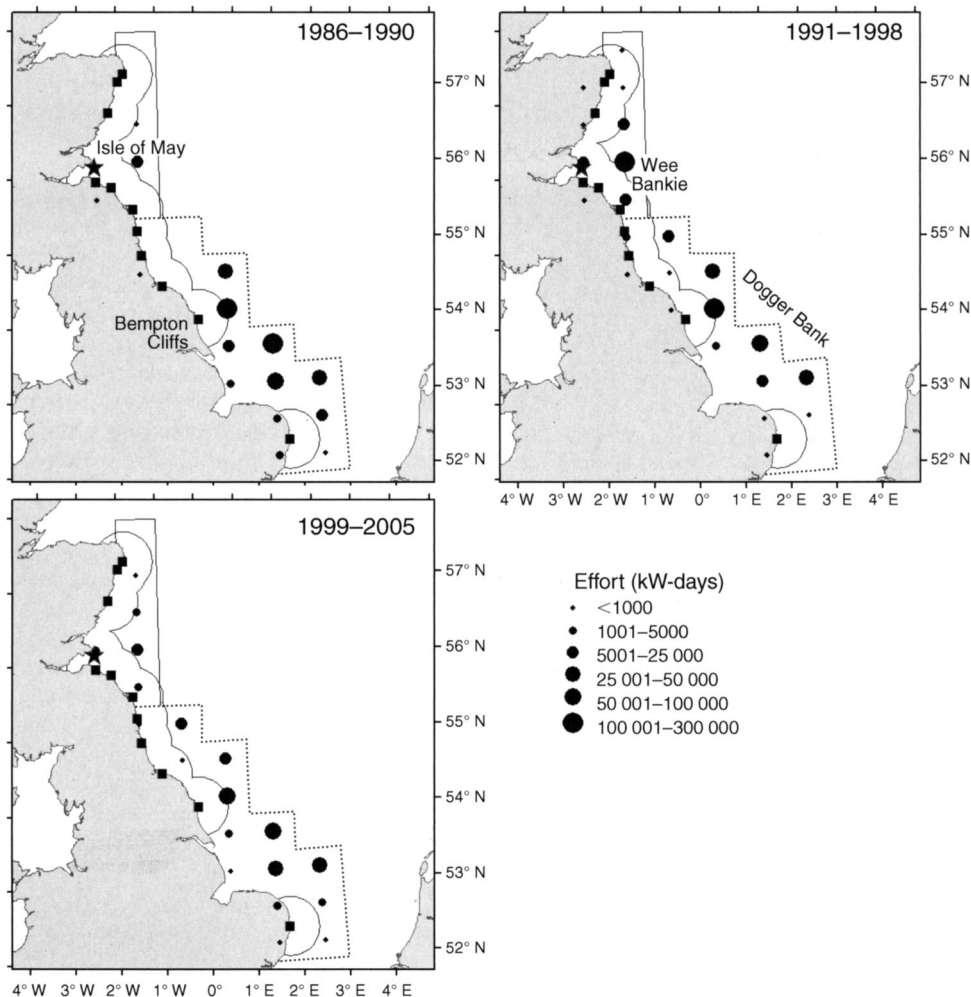 1986–1990
57° N
56° N
55° N
54° N
53° N
52° N
Isle of May
Bempton
Cliffs
1991–1998
57° N
56° N
55° N
54° N
53° N
52° N
Wee
Bankie
Dogger Bank
4° W 3° W 2° W 1° W 0° 1° E 2° E 3° E 4° E
1999–2005
57° N
56° N
55° N
54° N
53° N
52° N
4° W 3° W 2° W 1° W 0° 1° E 2° E 3° E 4° E
Effort (kW-days)
<1000
1001–5000
5001–25 000
25 001–50 000
50 001–100 000
100 001–300 000